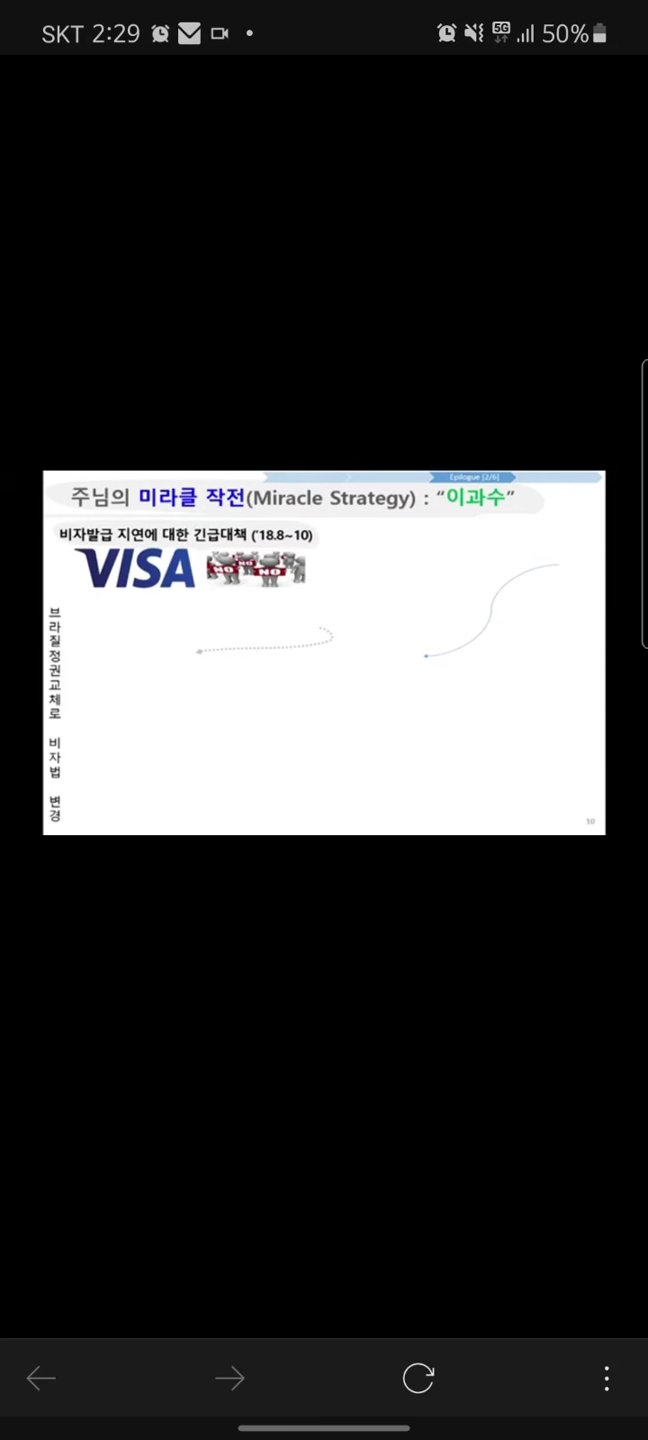 SKT 2:29
5G
50%
Epilogue [2/6]
주님의 미라클 작전(Miracle Strategy) : “이과수”
비자발급 지연에 대한 긴급대책 (‘18.8~10)
VISA
NO NO NO
브라질정권교체로 비자법 변경
10